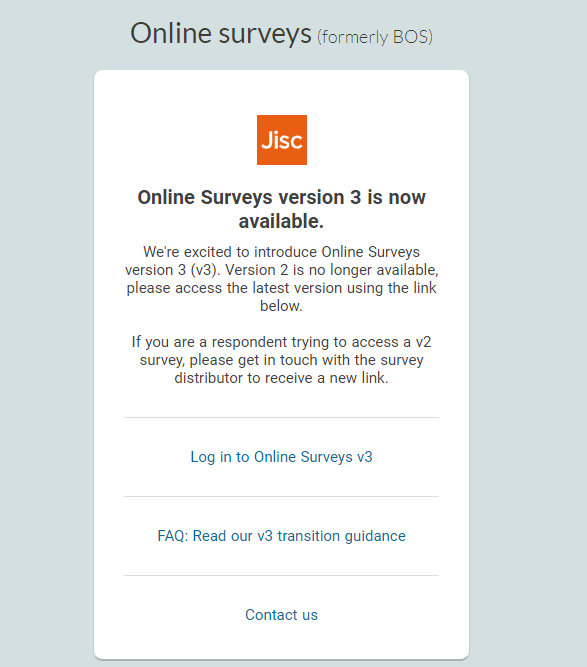 Online surveys (formerly BOS)
Jisc
Online Surveys version 3 is now
available.
We're excited to introduce Online Surveys
version 3 (v3). Version 2 is no longer available,
please access the latest version using the link
below.
If you are a respondent trying to access a v2
survey, please get in touch with the survey
distributor to receive a new link.
Log in to Online Surveys v3
FAQ: Read our v3 transition guidance
Contact us